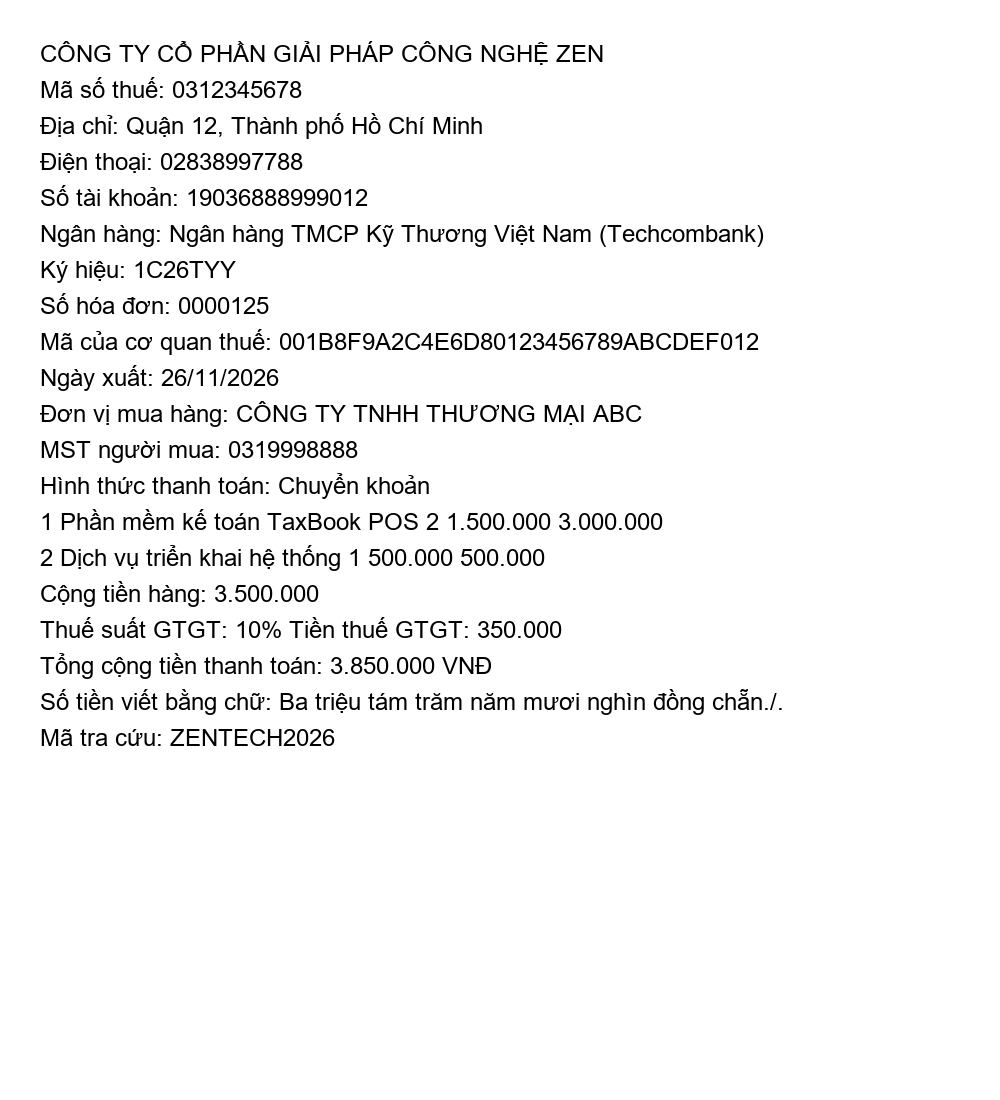 CÔNG TY CỔ PHẦN GIẢI PHÁP CÔNG NGHỆ ZEN
Mã số thuế: 0312345678
Địa chỉ: Quận 12, Thành phố Hồ Chí Minh
Điện thoại: 02838997788
Số tài khoản: 19036888999012
Ngân hàng: Ngân hàng TMCP Kỹ Thương Việt Nam (Techcombank)
Ký hiệu: 1C26TYY
Số hóa đơn: 0000125
Mã của cơ quan thuế: 001B8F9A2C4E6D80123456789ABCDEF012
Ngày xuất: 26/11/2026
Đơn vị mua hàng: CÔNG TY TNHH THƯƠNG MẠI ABC
MST người mua: 0319998888
Hình thức thanh toán: Chuyển khoản
1 Phần mềm kế toán TaxBook POS 2 1.500.000 3.000.000
2 Dịch vụ triển khai hệ thống 1 500.000 500.000
Cộng tiền hàng: 3.500.000
Thuế suất GTGT: 10% Tiền thuế GTGT: 350.000
Tổng cộng tiền thanh toán: 3.850.000 VNĐ
Số tiền viết bằng chữ: Ba triệu tám trăm năm mươi nghìn đồng chẵn./.
Mã tra cứu: ZENTECH2026